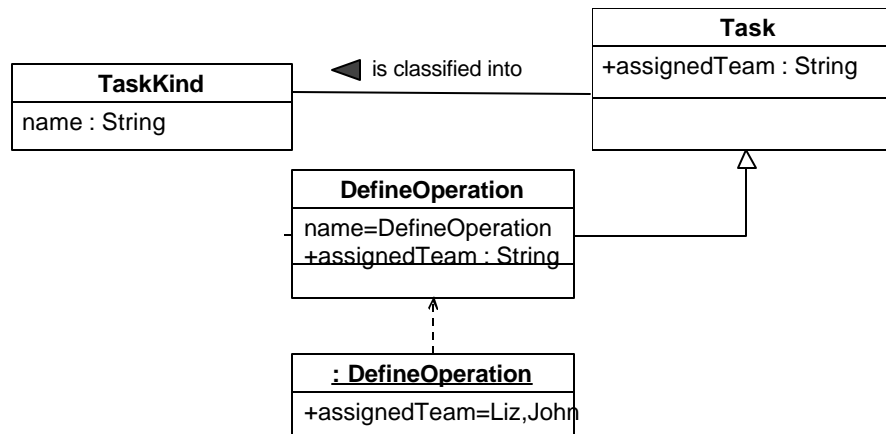 Task
+assignedTeam : String
is classified into
TaskKind
name : String
DefineOperation
name=DefineOperation
+assignedTeam : String
: DefineOperation
+assignedTeam=Liz,John